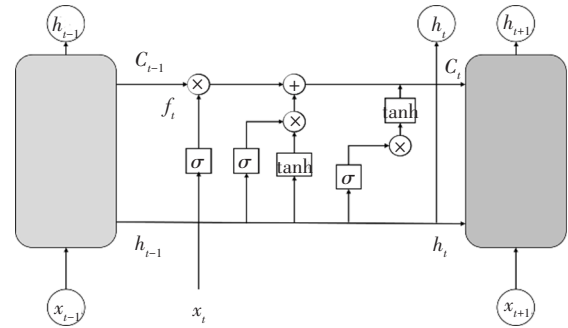 h_{t-1} h_t h_{t+1}
C_{t-1} × + C_t
f_t × tanh
×
σ σ tanh σ
h_{t-1} h_t
x_{t-1} x_t x_{t+1}